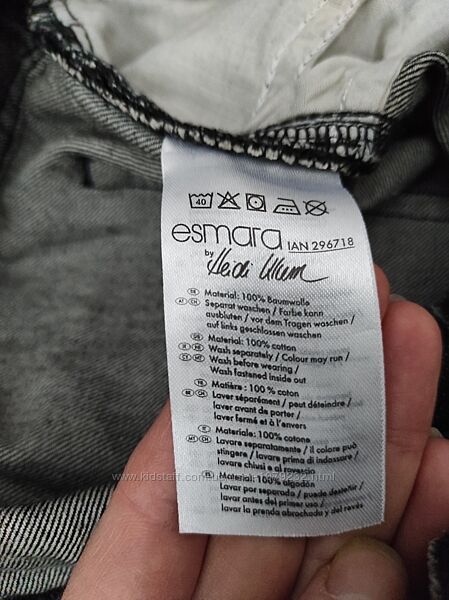 40
esmara IAN 296718
by Heidi Klum
DE Material: 100% Baumwolle
AT CH Separat waschen / Farbe kann
ausbluten / vor dem Tragen waschen /
auf links geschlossen waschen
Material: 100% cotton
Wash separately / Colour may run /
Wash before wearing /
Wash fastened inside out
Matière : 100 % coton
Laver séparément / peut déteindre /
laver avant de porter /
laver fermé et à l'envers
Materiale: 100% cotone
Lavare separatamente / il colore può
stingere / lavare prima di indossare /
lavare chiusi e al rovescio
ES Material: 100% algodón
Lavar por separado / puede desteñir /
lavar antes del primer uso /
lavar la prenda abrochada y del revés